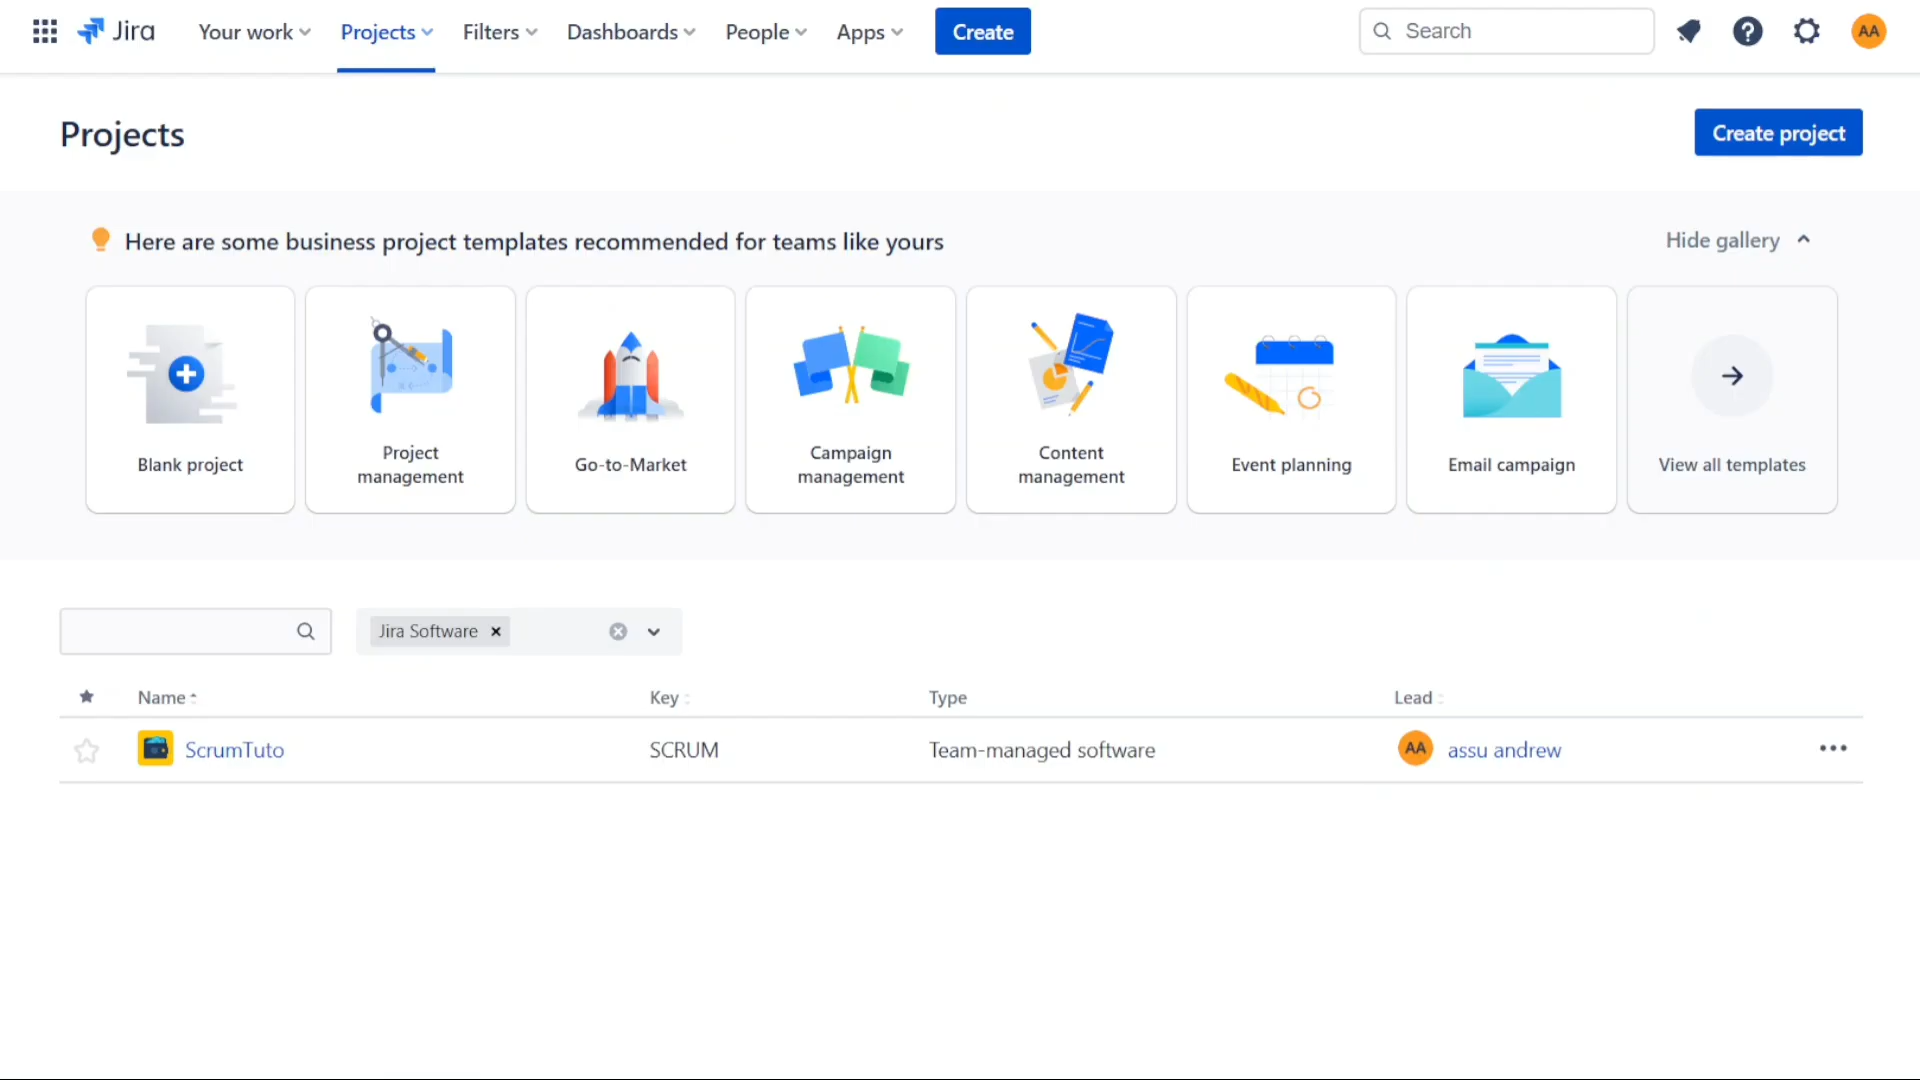 Jira Your work Projects Filters Dashboards People Apps Create Search AA
Projects
Create project
Here are some business project templates recommended for teams like yours
Hide gallery
Blank project
Project
management
Go-to-Market
Campaign
management
Content
management
Event planning
Email campaign
View all templates
Jira Software
Name Key Type Lead
ScrumTuto SCRUM Team-managed software AA assu andrew